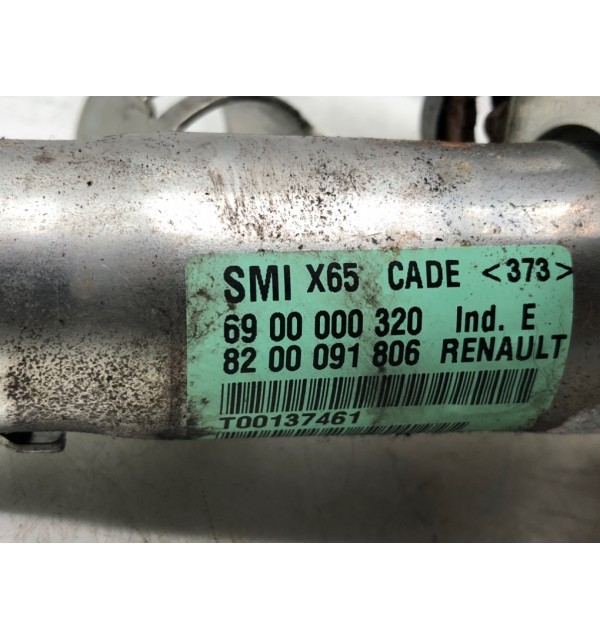 SMI X65 CADE <373>
69 00 000 320 Ind. E
82 00 091 806 RENAULT
T00137461